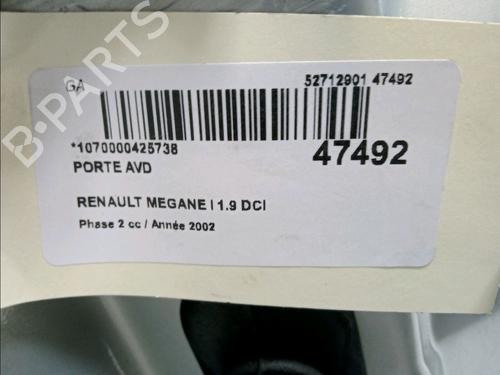 GA
52712901 47492
*1070000425738
47492
PORTE AVD
RENAULT MEGANE I 1.9 DCI
Phase 2 cc / Année 2002
B-PARTS